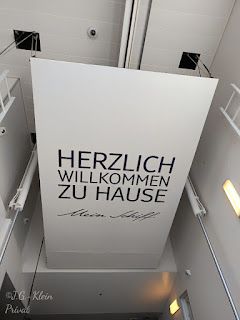 HERZLICH
WILLKOMMEN
ZU HAUSE
Mein Schiff
©J.G - Klein
Privat